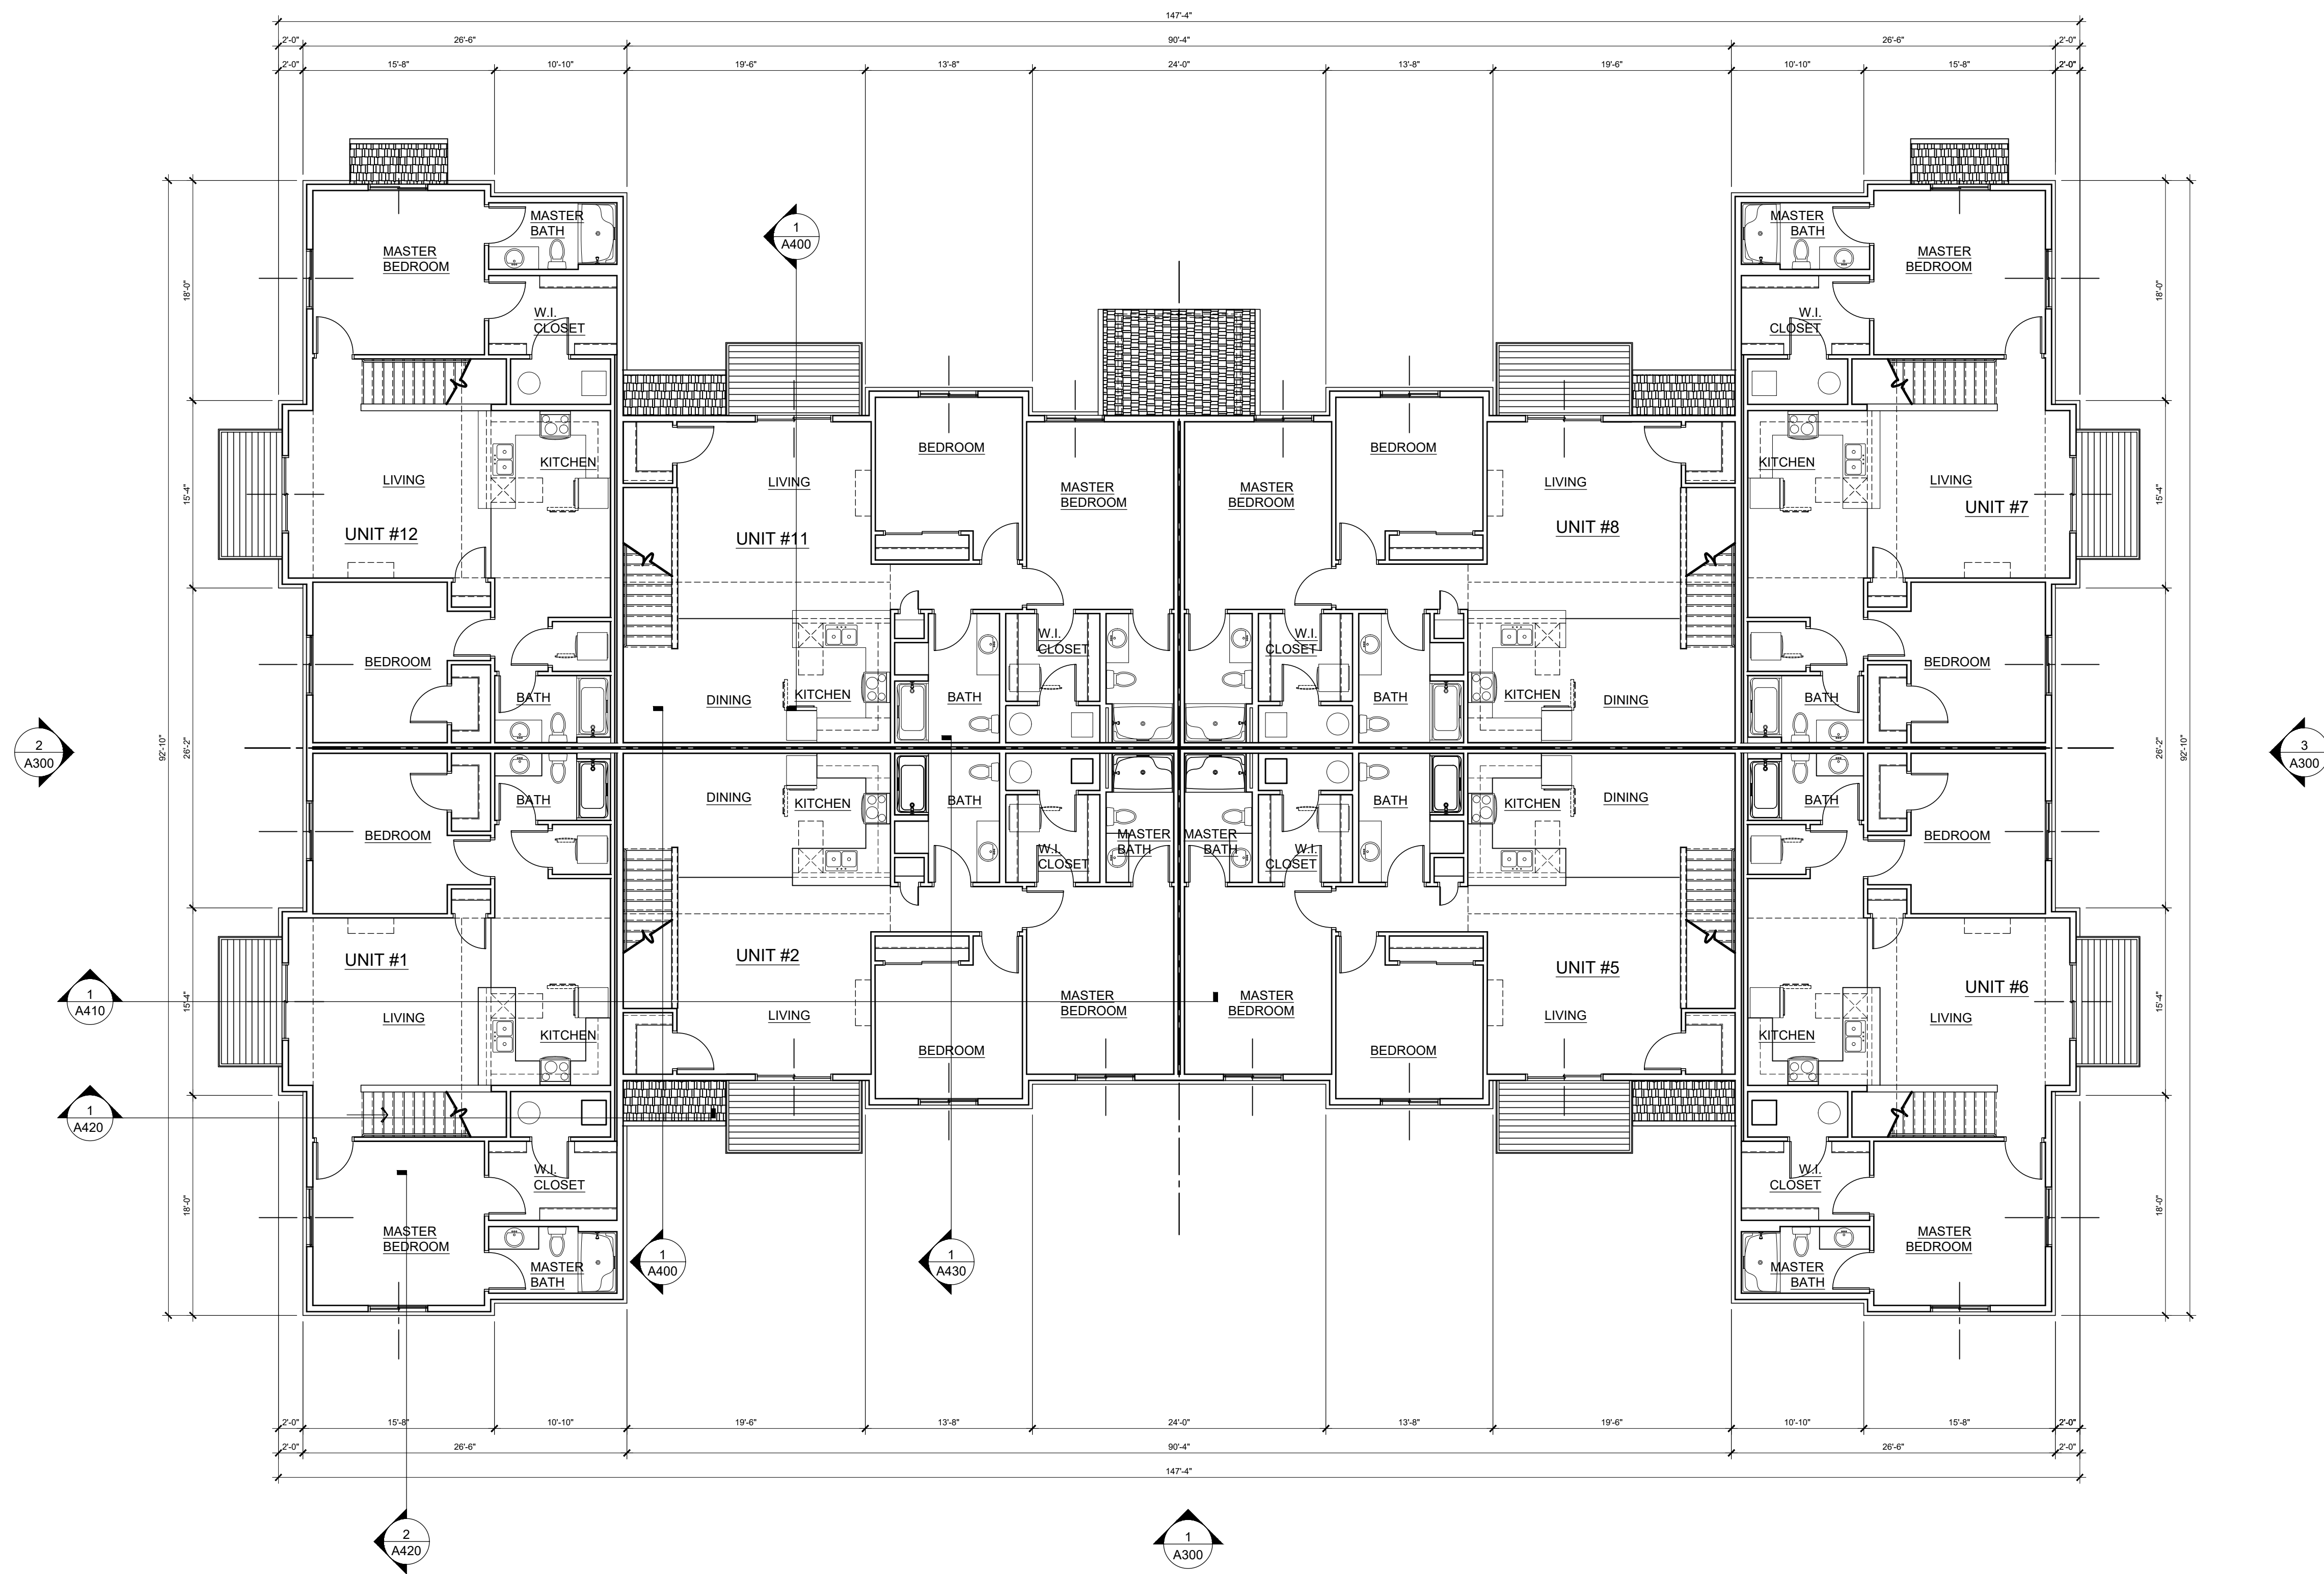 147'-4"
2'-0" 26'-6" 90'-4" 26'-6" 2'-0"
2'-0" 15'-8" 10'-10" 19'-6" 13'-8" 24'-0" 13'-8" 19'-6" 10'-10" 15'-8" 2'-0"
MASTER
BATH
MASTER
BEDROOM
W.I.
CLOSET
1
A400
MASTER
BATH
MASTER
BEDROOM
W.I.
CLOSET
18'-0"
18'-0"
KITCHEN
LIVING
UNIT #12
LIVING
UNIT #11
BEDROOM
MASTER
BEDROOM
MASTER
BEDROOM
BEDROOM
LIVING
UNIT #8
KITCHEN
LIVING
UNIT #7
15'-4"
15'-4"
BEDROOM
BATH
DINING
KITCHEN
BATH
W.I.
CLOSET
W.I.
CLOSET
BATH
KITCHEN
DINING
BATH
BEDROOM
92'-10"
26'-2"
26'-2"
92'-10"
2
A300
3
A300
BEDROOM
BATH
DINING
KITCHEN
BATH
W.I.
CLOSET
MASTER
BATH
MASTER
BATH
W.I.
CLOSET
BATH
KITCHEN
DINING
BATH
BEDROOM
UNIT #1
LIVING
KITCHEN
UNIT #2
LIVING
BEDROOM
MASTER
BEDROOM
MASTER
BEDROOM
BEDROOM
UNIT #5
LIVING
KITCHEN
UNIT #6
LIVING
15'-4"
15'-4"
1
A410
1
A420
W.I.
CLOSET
MASTER
BEDROOM
MASTER
BATH
W.I.
CLOSET
MASTER
BEDROOM
MASTER
BATH
18'-0"
18'-0"
1
A400
1
A430
2'-0" 15'-8" 10'-10" 19'-6" 13'-8" 24'-0" 13'-8" 19'-6" 10'-10" 15'-8" 2'-0"
2'-0" 26'-6" 90'-4" 26'-6" 2'-0"
147'-4"
2
A420
1
A300